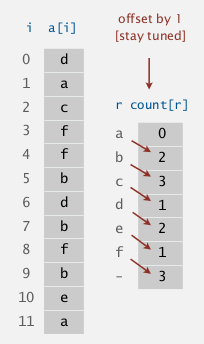 offset by 1
[stay tuned]
i a[i]
0 d
1 a
2 c
3 f
4 f
5 b
6 d
7 b
8 f
9 b
10 e
11 a
r count[r]
a 0
b 2
c 3
d 1
e 2
f 1
- 3